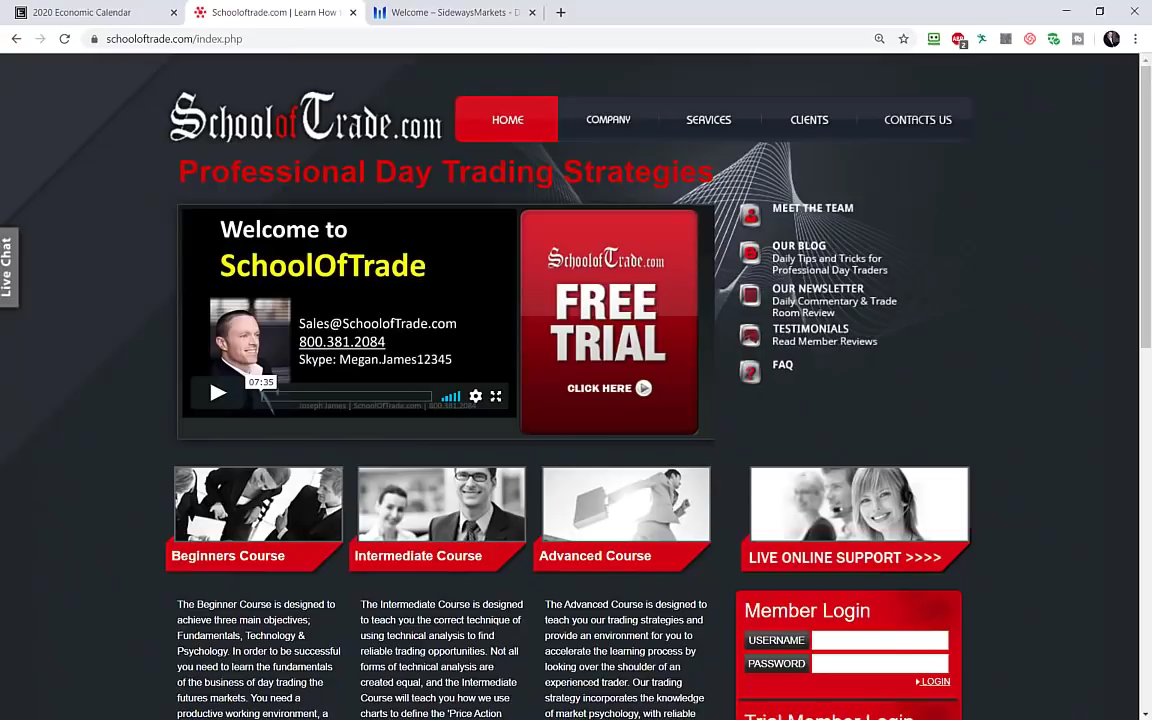 2020 Economic Calendar
Schooloftrade.com | Learn How
Welcome – SidewaysMarkets - D
schooloftrade.com/index.php
SchoolofTrade.com
HOME
COMPANY
SERVICES
CLIENTS
CONTACTS US
Professional Day Trading Strategies
Live Chat
Welcome to
SchoolOfTrade
Sales@SchoolofTrade.com
800.381.2084
Skype: Megan.James12345
07:35
Joseph James | SchoolOfTrade.com | 800.381.2084
SchoolofTrade.com
FREE
TRIAL
CLICK HERE
MEET THE TEAM
OUR BLOG
Daily Tips and Tricks for
Professional Day Traders
OUR NEWSLETTER
Daily Commentary & Trade
Room Review
TESTIMONIALS
Read Member Reviews
FAQ
Beginners Course
Intermediate Course
Advanced Course
LIVE ONLINE SUPPORT >>>>
The Beginner Course is designed to
achieve three main objectives;
Fundamentals, Technology &
Psychology. In order to be successful
you need to learn the fundamentals
of the business of day trading the
futures markets. You need a
productive working environment, a
The Intermediate Course is designed
to teach you the correct technique of
using technical analysis to find
reliable trading opportunities. Not all
forms of technical analysis are
created equal, and the Intermediate
Course will teach you how we use
charts to define the 'Price Action
The Advanced Course is designed to
teach you our trading strategies and
provide an environment for you to
accelerate the learning process by
looking over the shoulder of an
experienced trader. Our trading
strategy incorporates the knowledge
of market psychology, with reliable
Member Login
USERNAME
PASSWORD
LOGIN
Trial Member Login